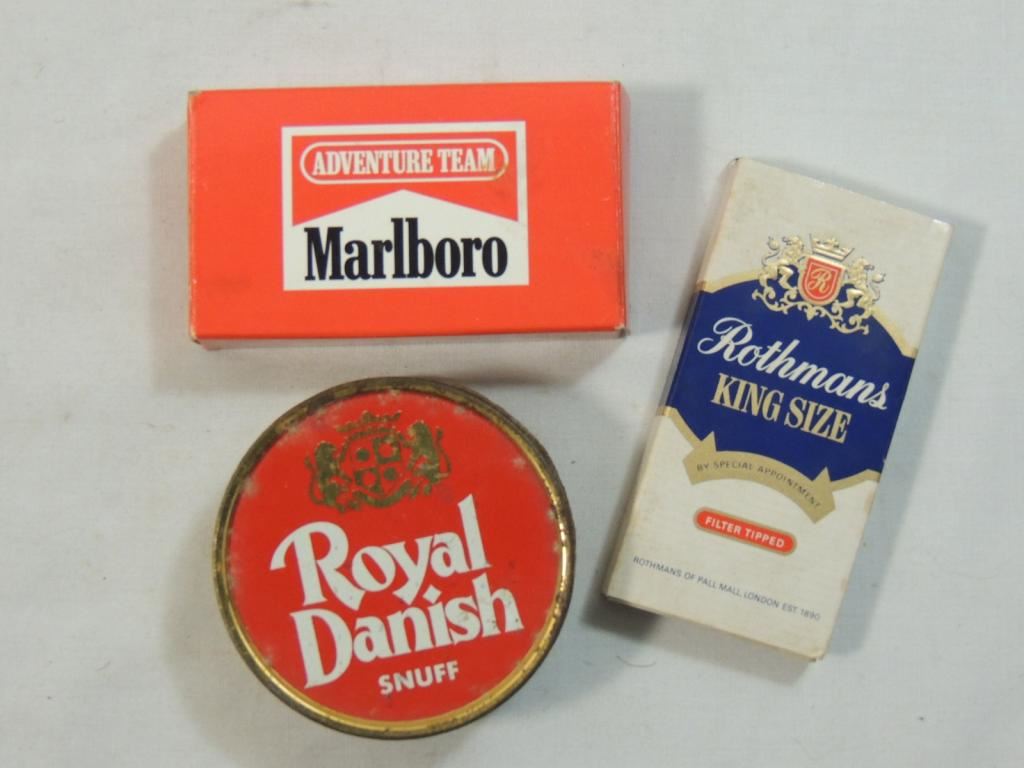 ADVENTURE TEAM
Marlboro
R
Rothmans
KING SIZE
BY SPECIAL APPOINTMENT
FILTER TIPPED
ROTHMANS OF PALL MALL LONDON EST 1890
Royal
Danish
SNUFF